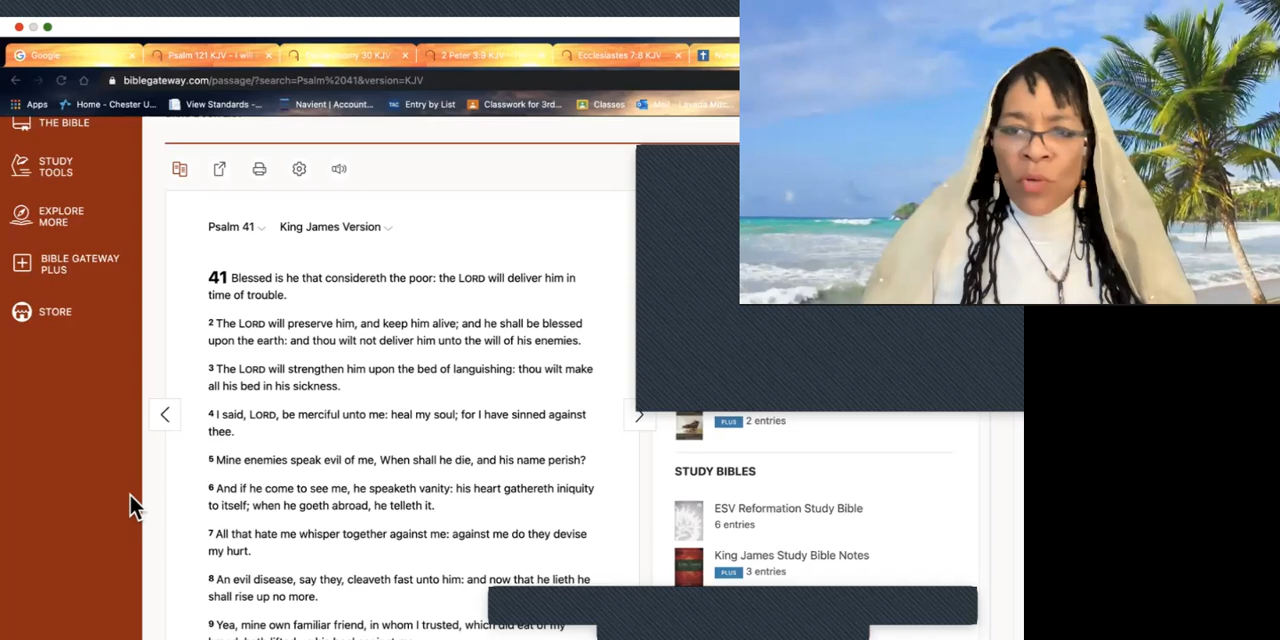 Google
Psalm 121 KJV - I will
30 KJV
2 Peter 3:9 KJV
Ecclesiastes 7:8 KJV
biblegateway.com/passage/?search=Psalm%2041&version=KJV
Apps
Home - Chester U...
View Standards -...
Navient | Account...
TAC Entry by List
Classwork for 3rd...
Classes
THE BIBLE
STUDY
TOOLS
EXPLORE
MORE
BIBLE GATEWAY
PLUS
STORE
Psalm 41
King James Version
41 Blessed is he that considereth the poor: the LORD will deliver him in
time of trouble.
2 The LORD will preserve him, and keep him alive; and he shall be blessed
upon the earth: and thou wilt not deliver him unto the will of his enemies.
3 The LORD will strengthen him upon the bed of languishing: thou wilt make
all his bed in his sickness.
4 I said, LORD, be merciful unto me: heal my soul; for I have sinned against
thee.
5 Mine enemies speak evil of me, When shall he die, and his name perish?
6 And if he come to see me, he speaketh vanity: his heart gathereth iniquity
to itself; when he goeth abroad, he telleth it.
7 All that hate me whisper together against me: against me do they devise
my hurt.
8 An evil disease, say they, cleaveth fast unto him: and now that he lieth he
shall rise up no more.
9 Yea, mine own familiar friend, in whom I trusted, which did eat of my
PLUS 2 entries
STUDY BIBLES
ESV Reformation Study Bible
6 entries
King James Study Bible Notes
PLUS 3 entries